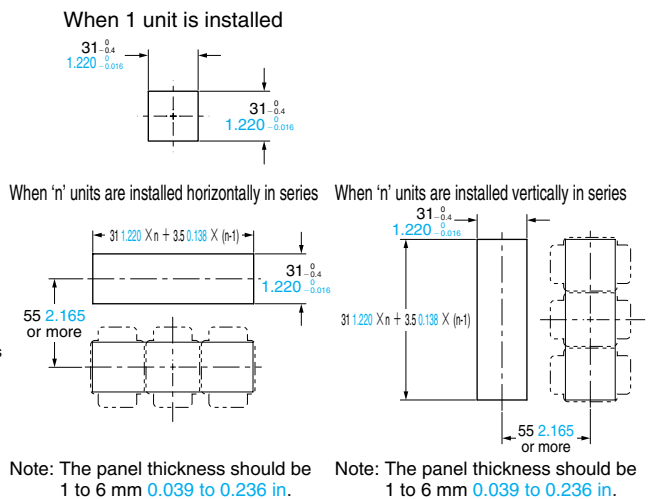 When 1 unit is installed
31 0 -0.4
1.220 0 -0.016
31 0 -0.4
1.220 0 -0.016
When ‘n’ units are installed horizontally in series
31 1.220 X n + 3.5 0.138 X (n-1)
31 0 -0.4
1.220 0 -0.016
55 2.165
or more
s
Note: The panel thickness should be
1 to 6 mm 0.039 to 0.236 in.
When ‘n’ units are installed vertically in series
31 0 -0.4
1.220 0 -0.016
31 1.220 X n + 3.5 0.138 X (n-1)
55 2.165
or more
Note: The panel thickness should be
1 to 6 mm 0.039 to 0.236 in.